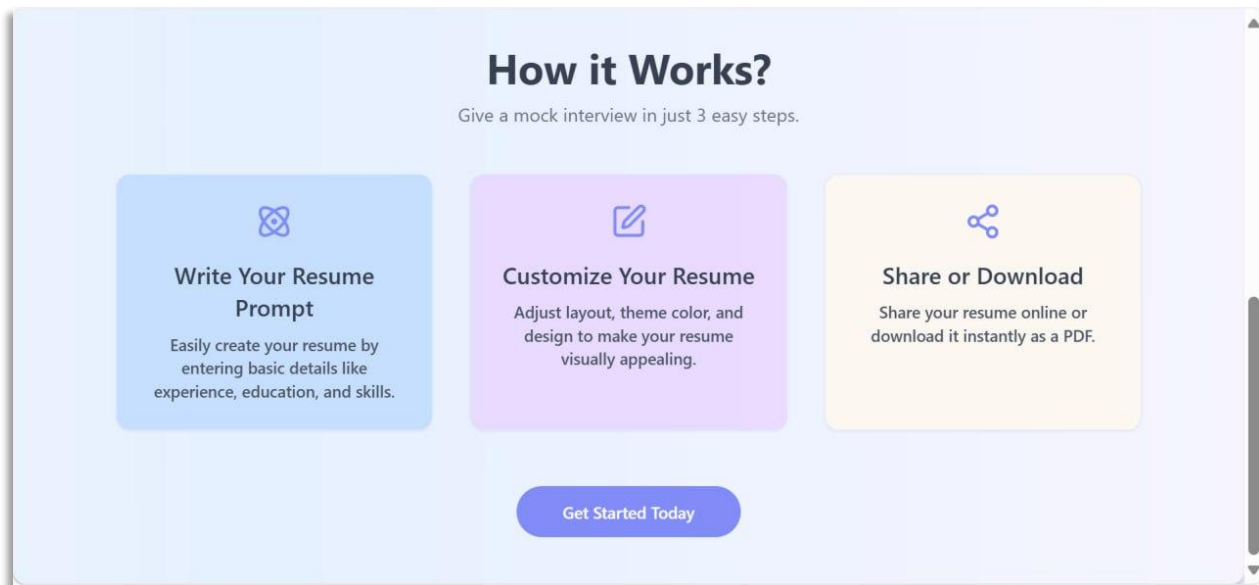 How it Works?
Give a mock interview in just 3 easy steps.
Write Your Resume
Prompt
Easily create your resume by
entering basic details like
experience, education, and skills.
Customize Your Resume
Adjust layout, theme color, and
design to make your resume
visually appealing.
Share or Download
Share your resume online or
download it instantly as a PDF.
Get Started Today